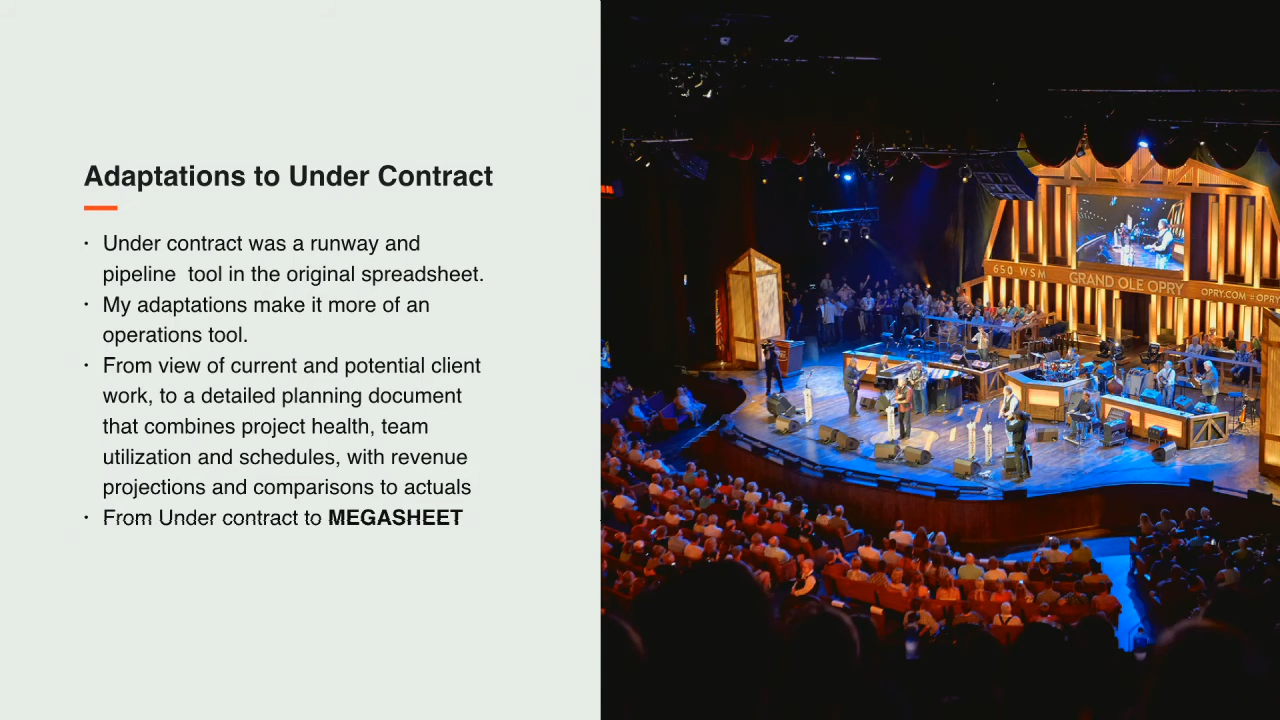 Adaptations to Under Contract
· Under contract was a runway and
pipeline  tool in the original spreadsheet.
· My adaptations make it more of an
operations tool.
· From view of current and potential client
work, to a detailed planning document
that combines project health, team
utilization and schedules, with revenue
projections and comparisons to actuals
· From Under contract to MEGASHEET
650 WSM
GRAND OLE OPRY
OPRY.COM